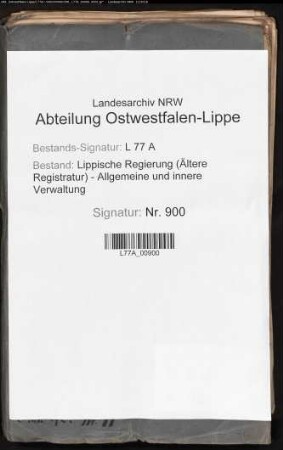 Landesarchiv NRW
Abteilung Ostwestfalen-Lippe
Bestands-Signatur: L 77 A
Bestand: Lippische Regierung (Ältere
Registratur) - Allgemeine und innere
Verwaltung
Signatur: Nr. 900
L77A_00900